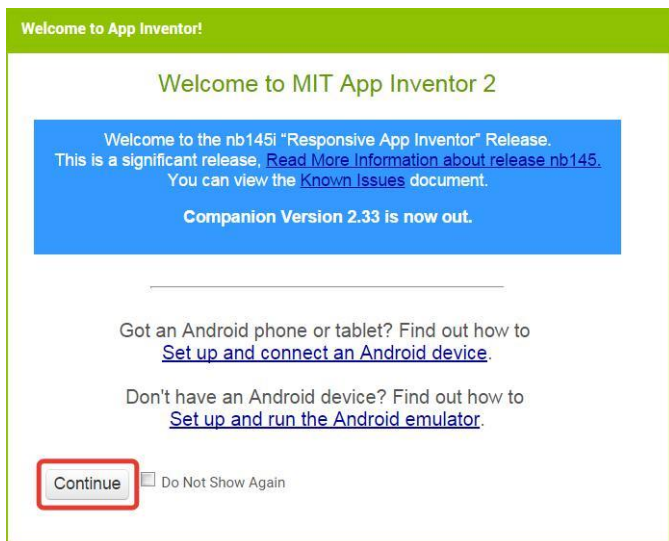 Welcome to App Inventor!
Welcome to MIT App Inventor 2
Welcome to the nb145i “Responsive App Inventor” Release.
This is a significant release, Read More Information about release nb145.
You can view the Known Issues document.
Companion Version 2.33 is now out.
Got an Android phone or tablet? Find out how to
Set up and connect an Android device.
Don't have an Android device? Find out how to
Set up and run the Android emulator.
Continue Do Not Show Again